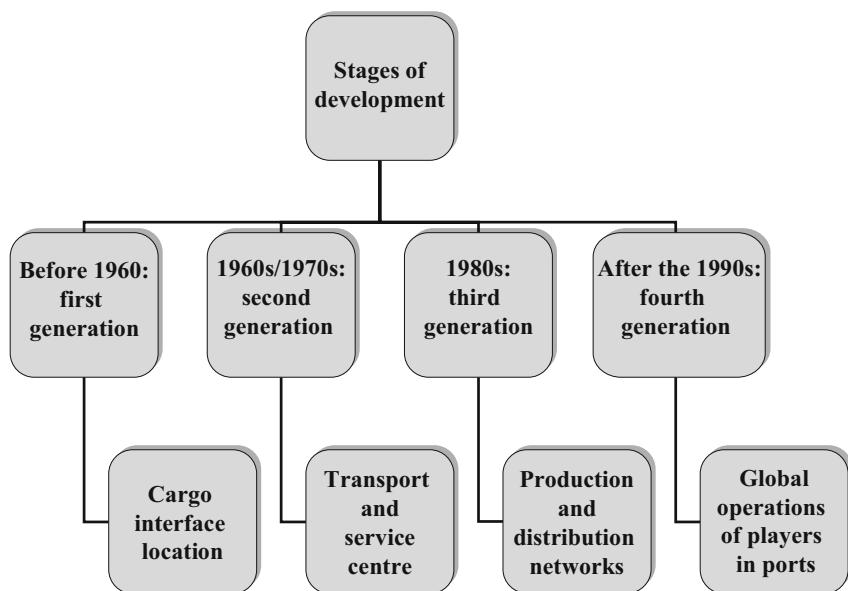 Stages of
development
Before 1960:
first
generation
1960s/1970s:
second
generation
1980s:
third
generation
After the 1990s:
fourth
generation
Cargo
interface
location
Transport
and
service
centre
Production
and
distribution
networks
Global
operations
of players
in ports